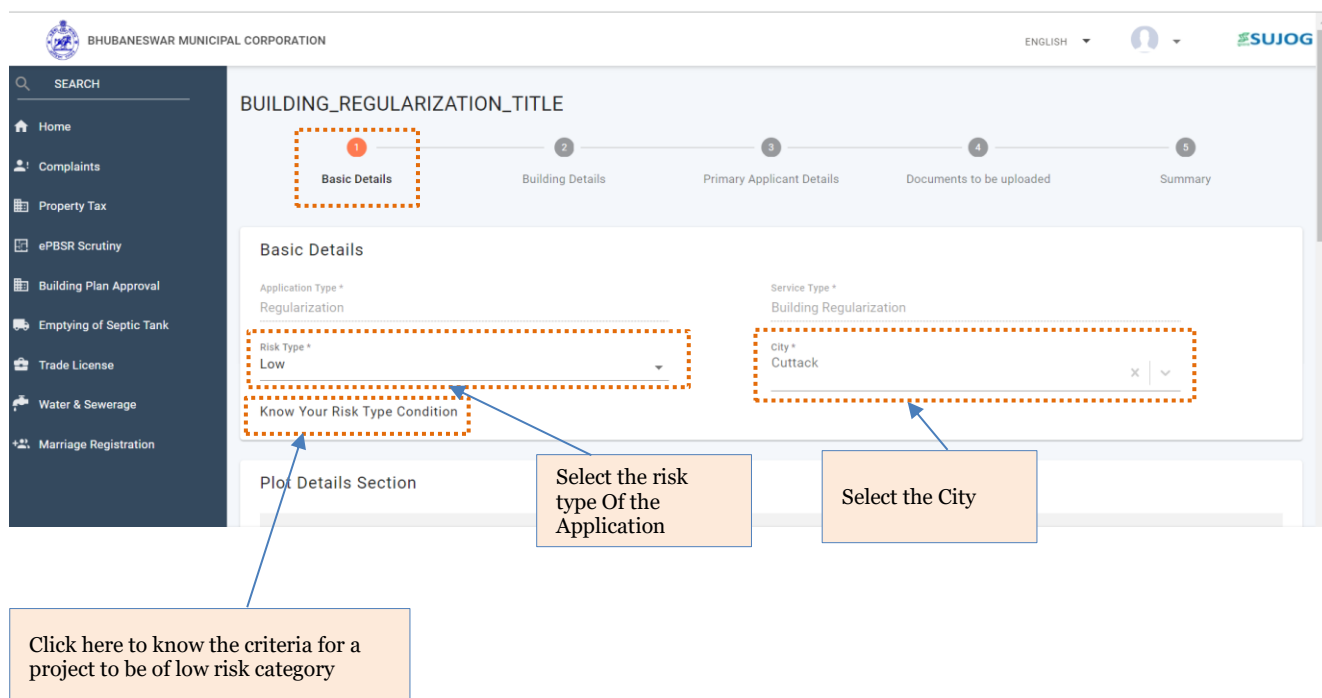 BHUBANESWAR MUNICIPAL CORPORATION
ENGLISH
SUJOG
SEARCH
Home
Complaints
Property Tax
ePBSR Scrutiny
Building Plan Approval
Emptying of Septic Tank
Trade License
Water & Sewerage
Marriage Registration
BUILDING_REGULARIZATION_TITLE
1 2 3 4 5
Basic Details Building Details Primary Applicant Details Documents to be uploaded Summary
Basic Details
Application Type * Service Type *
Regularization Building Regularization
Risk Type * City *
Low Cuttack
x
Know Your Risk Type Condition
Plot Details Section
Select the risk
type Of the
Application
Select the City
Click here to know the criteria for a
project to be of low risk category